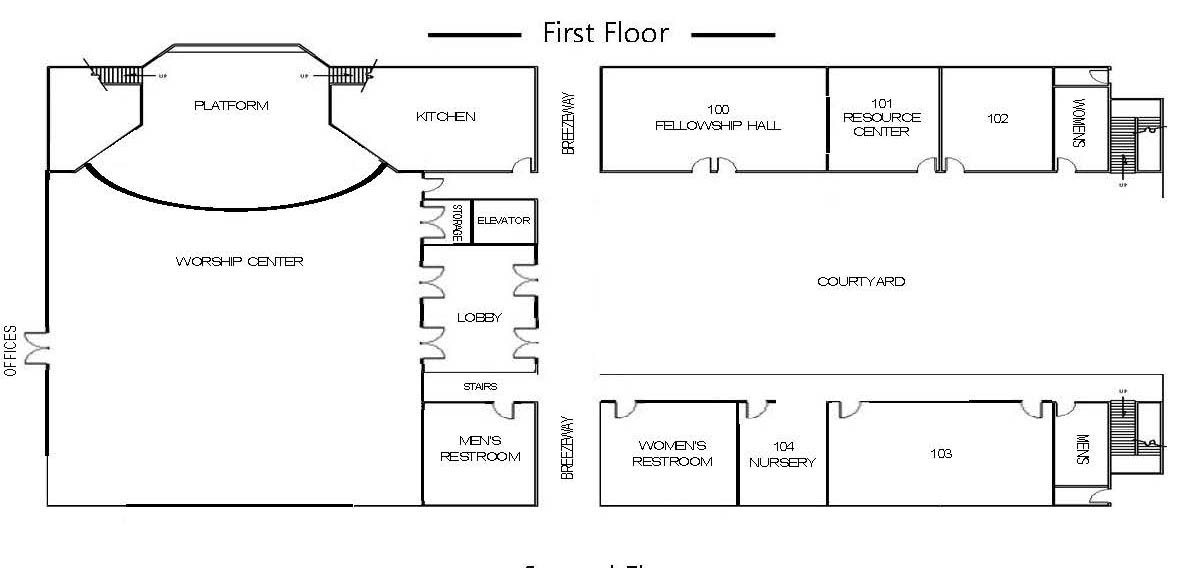 First Floor
UP
UP
PLATFORM
KITCHEN
BREEZEWAY
100
FELLOWSHIP HALL
101
RESOURCE
CENTER
102
WOMENS
UP
STORAGE
ELEVATOR
WORSHIP CENTER
COURTYARD
LOBBY
OFFICES
STAIRS
UP
MEN'S
RESTROOM
BREEZEWAY
WOMEN'S
RESTROOM
104
NURSERY
103
MENS